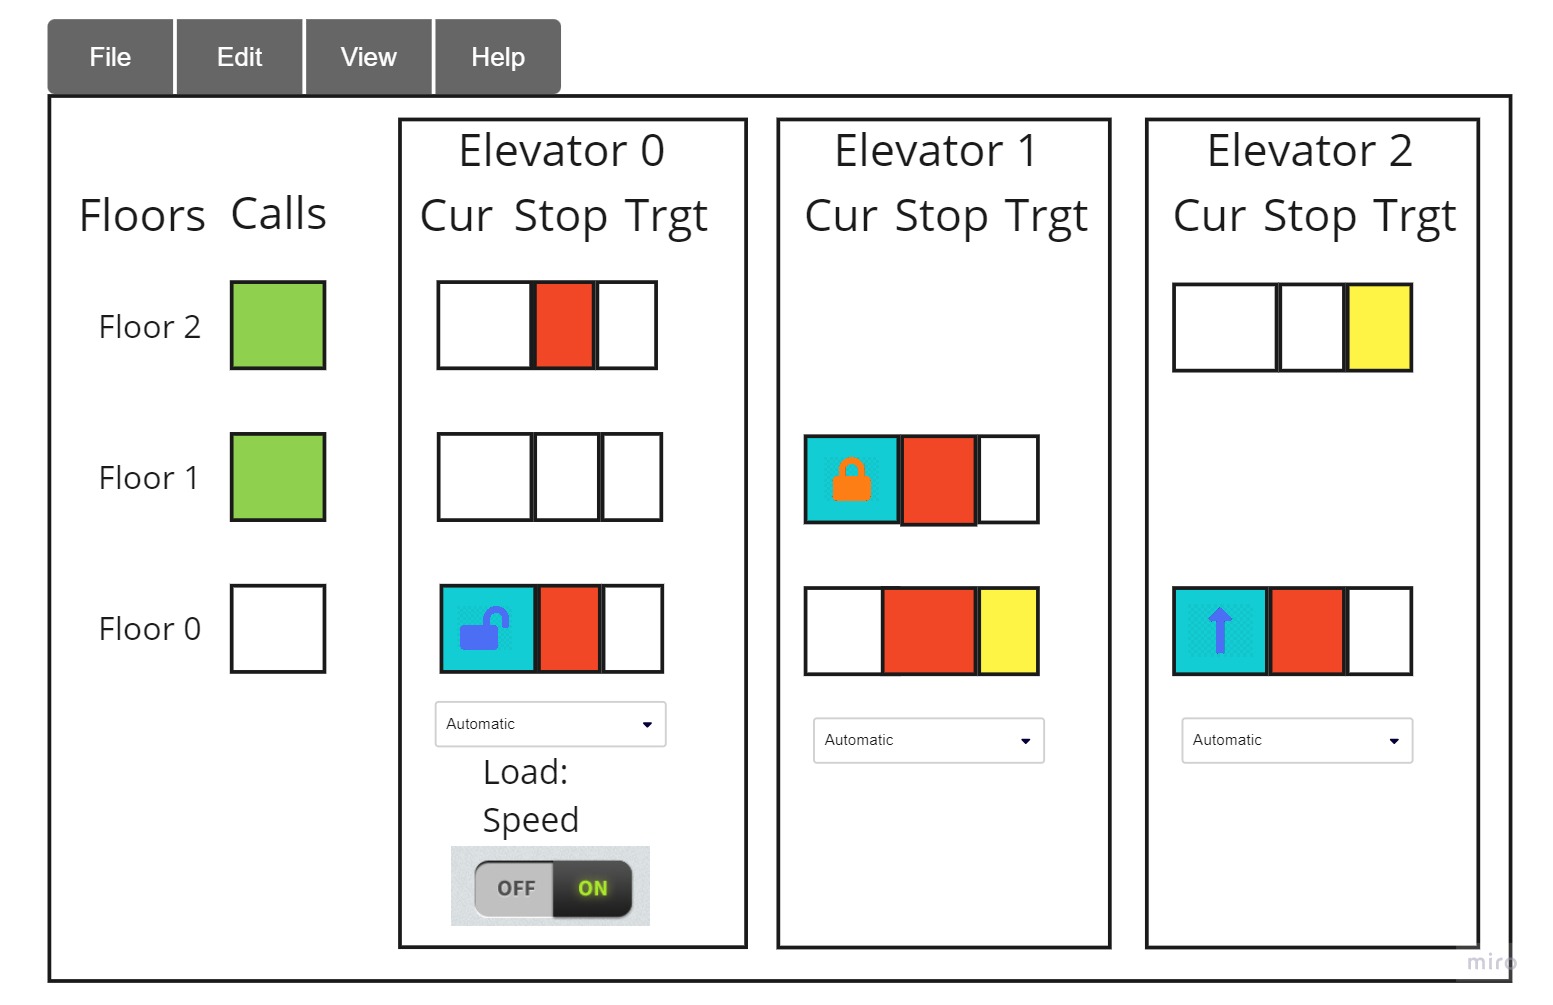 File Edit View Help
Elevator 0 Elevator 1 Elevator 2
Floors Calls Cur Stop Trgt Cur Stop Trgt Cur Stop Trgt
Floor 2
Floor 1
Floor 0
Automatic Automatic Automatic
Load:
Speed
OFF ON
miro